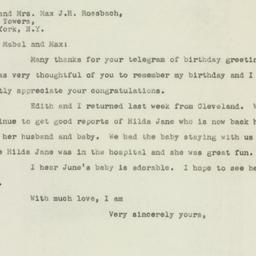 and Mrs. Max J.H. Rossbach,
Towers,
York, N.Y.
Mabel and Max:
Many thanks for your telegram of birthday greetin
as very thoughtful of you to remember my birthday and I
tly appreciate your congratulations.
Edith and I returned last week from Cleveland.
tinue to get good reports of Hilda Jane who is now back h
her husband and baby. We had the baby staying with us
e Hilda Jane was in the hospital and she was great fun.
I hear June's baby is adorable. I hope to see he
.
With much love, I am
Very sincerely yours,